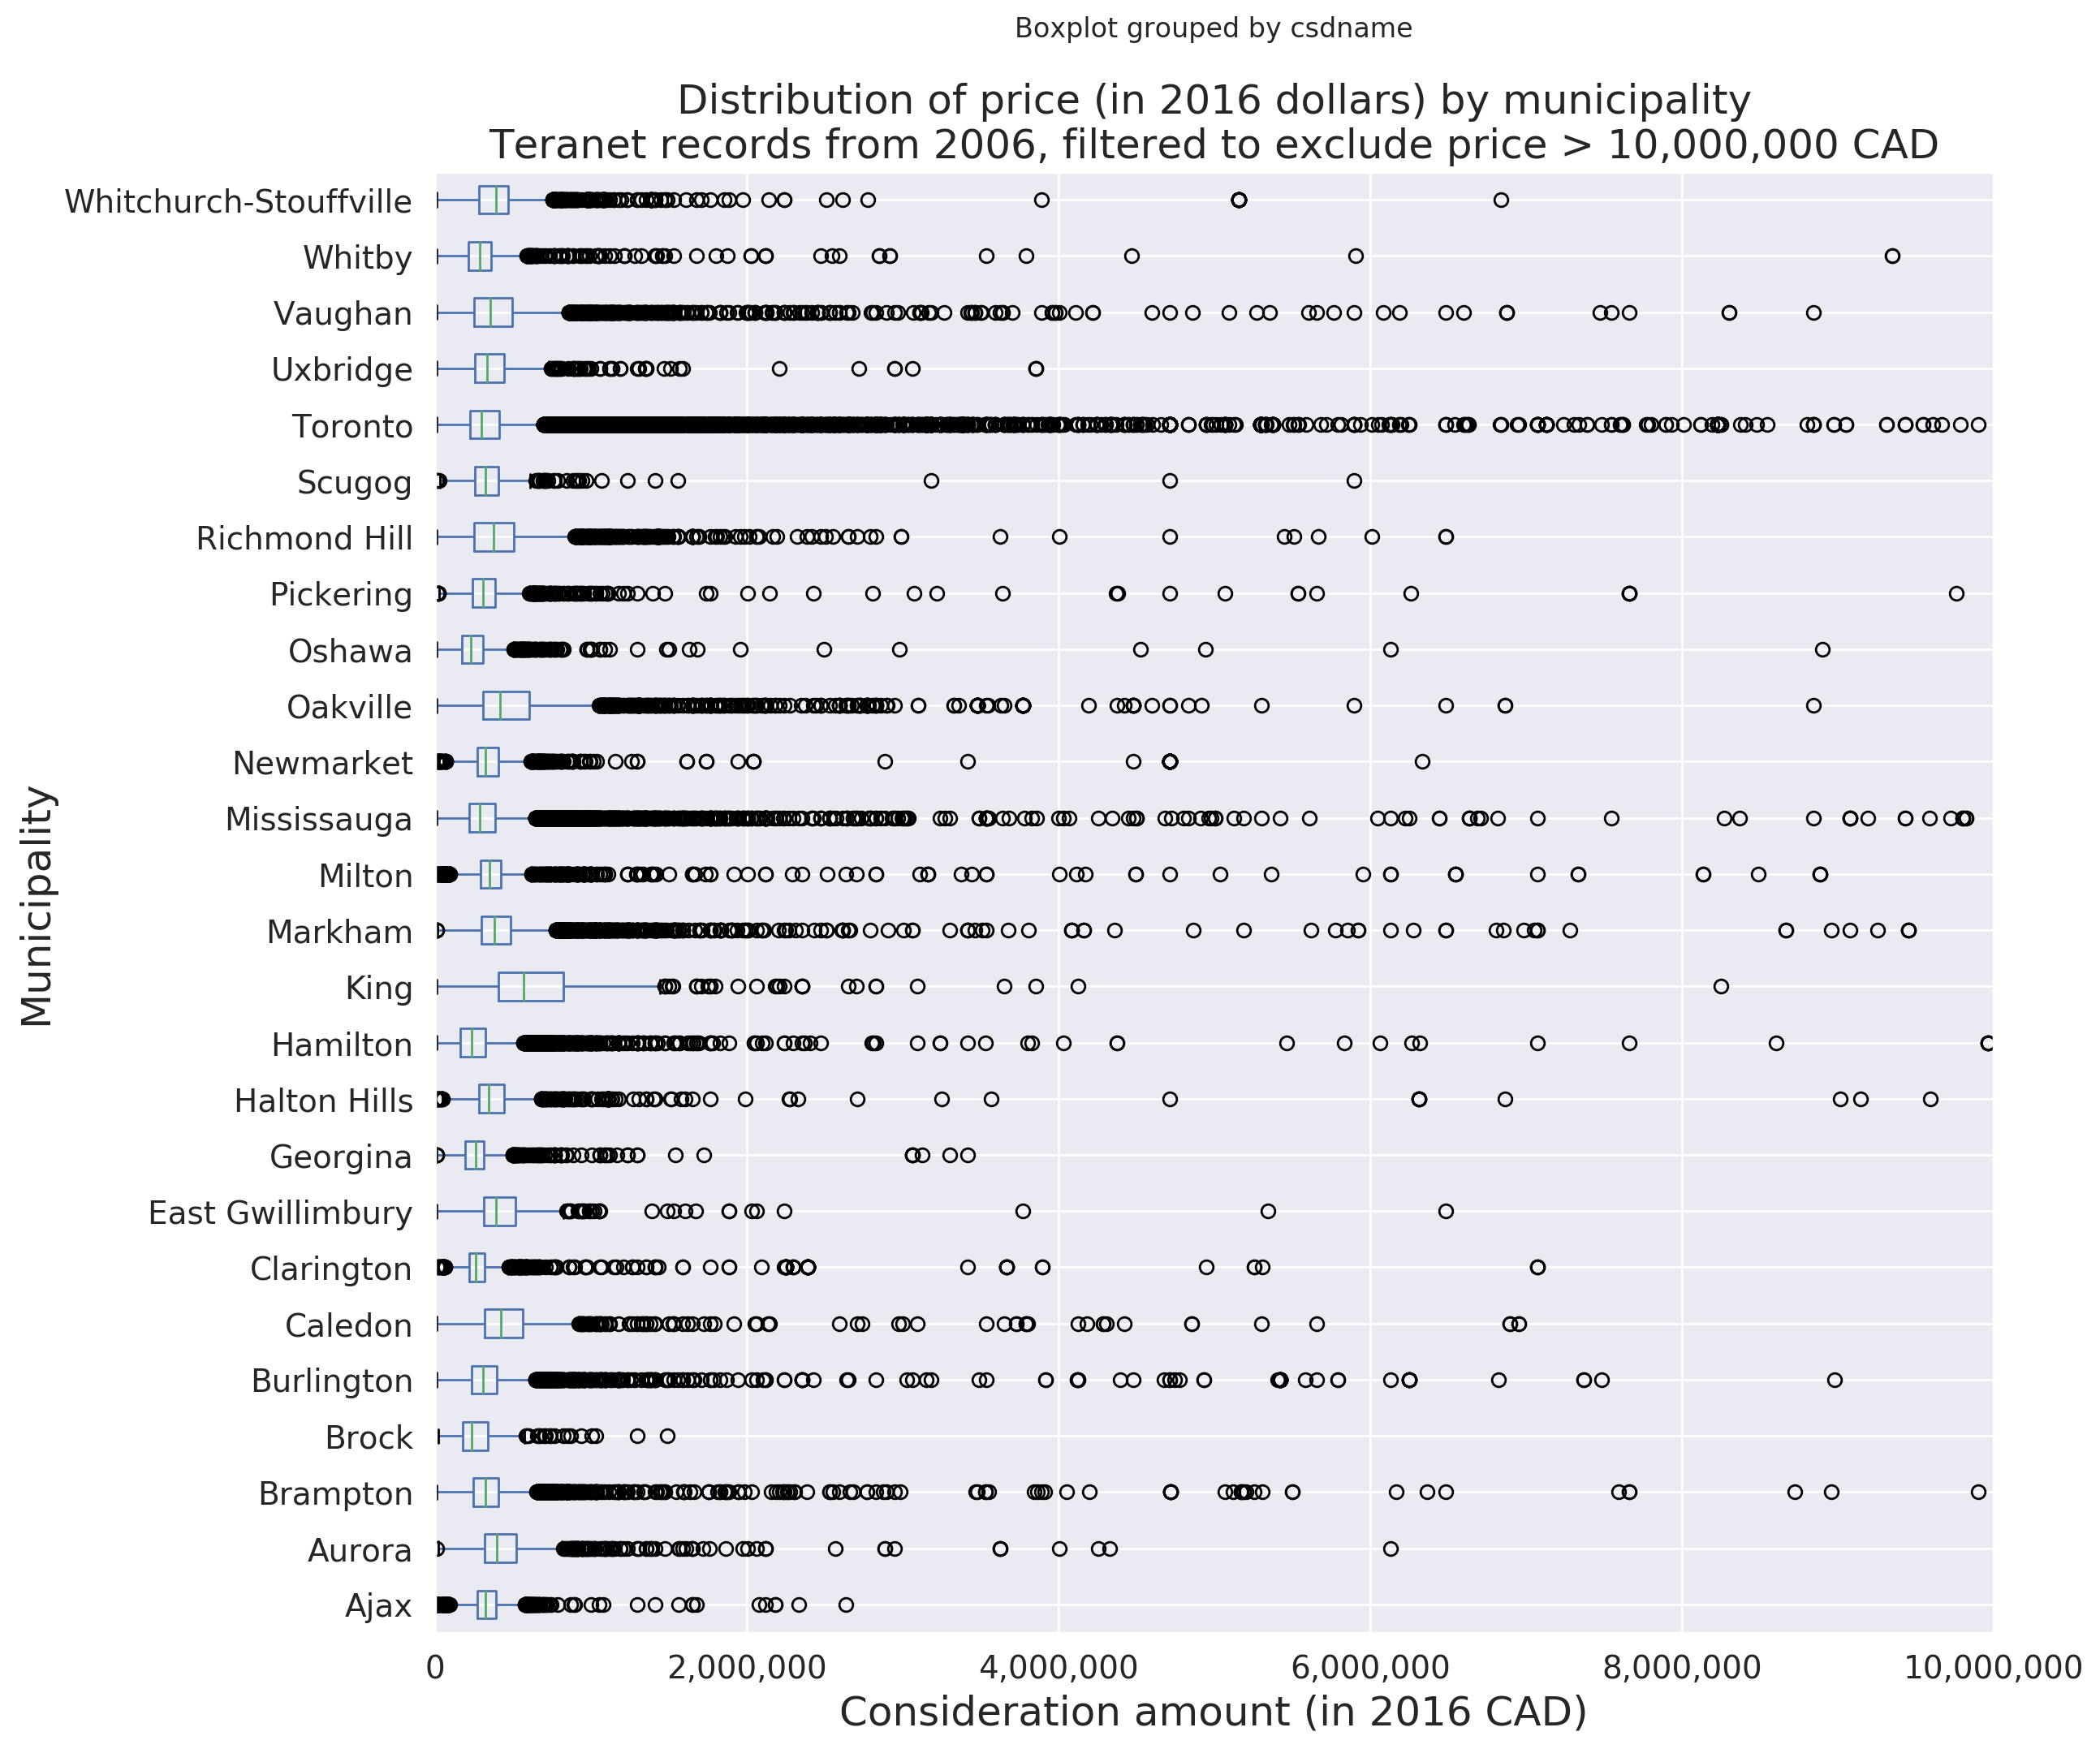 Boxplot grouped by csdname
Distribution of price (in 2016 dollars) by municipality
Teranet records from 2006, filtered to exclude price > 10,000,000 CAD
Municipality
Whitchurch-Stouffville
Whitby
Vaughan
Uxbridge
Toronto
Scugog
Richmond Hill
Pickering
Oshawa
Oakville
Newmarket
Mississauga
Milton
Markham
King
Hamilton
Halton Hills
Georgina
East Gwillimbury
Clarington
Caledon
Burlington
Brock
Brampton
Aurora
Ajax
0 2,000,000 4,000,000 6,000,000 8,000,000 10,000,000
Consideration amount (in 2016 CAD)